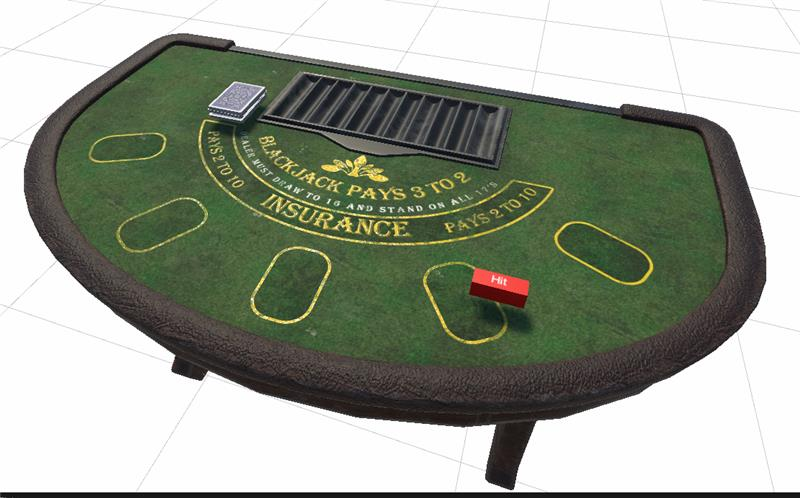 BLACKJACK PAYS 3 TO 2
DEALER MUST DRAW TO 16 AND STAND ON ALL 17'S
PAYS 2 TO 10
INSURANCE
PAYS 2 TO 10
Hit